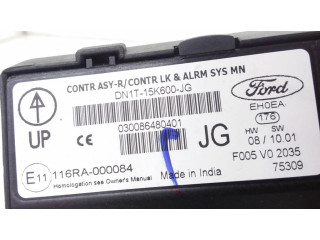 CONTR ASY-R/CONTR LK & ALRM SYS MN
DN1T-15K600-JG
Ford
EH0EA
176
UP
CE
030086480401
JG
HW SW
08 / 10.01
F005 V0 2035
75309
E11 116RA-000084
Homologation see Owner's Manual
Made in India